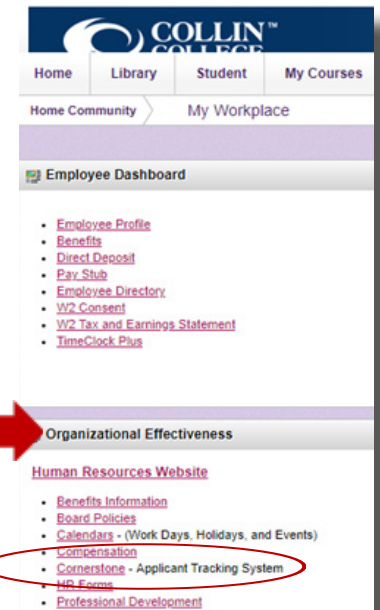 COLLIN™
COLLEGE
Home Library Student My Courses
Home Community My Workplace
Employee Dashboard
Employee Profile
Benefits
Direct Deposit
Pay Stub
Employee Directory
W2 Consent
W2 Tax and Earnings Statement
TimeClock Plus
Organizational Effectiveness
Human Resources Website
Benefits Information
Board Policies
Calendars - (Work Days, Holidays, and Events)
Compensation
Cornerstone - Applicant Tracking System
HR Forms
Professional Development